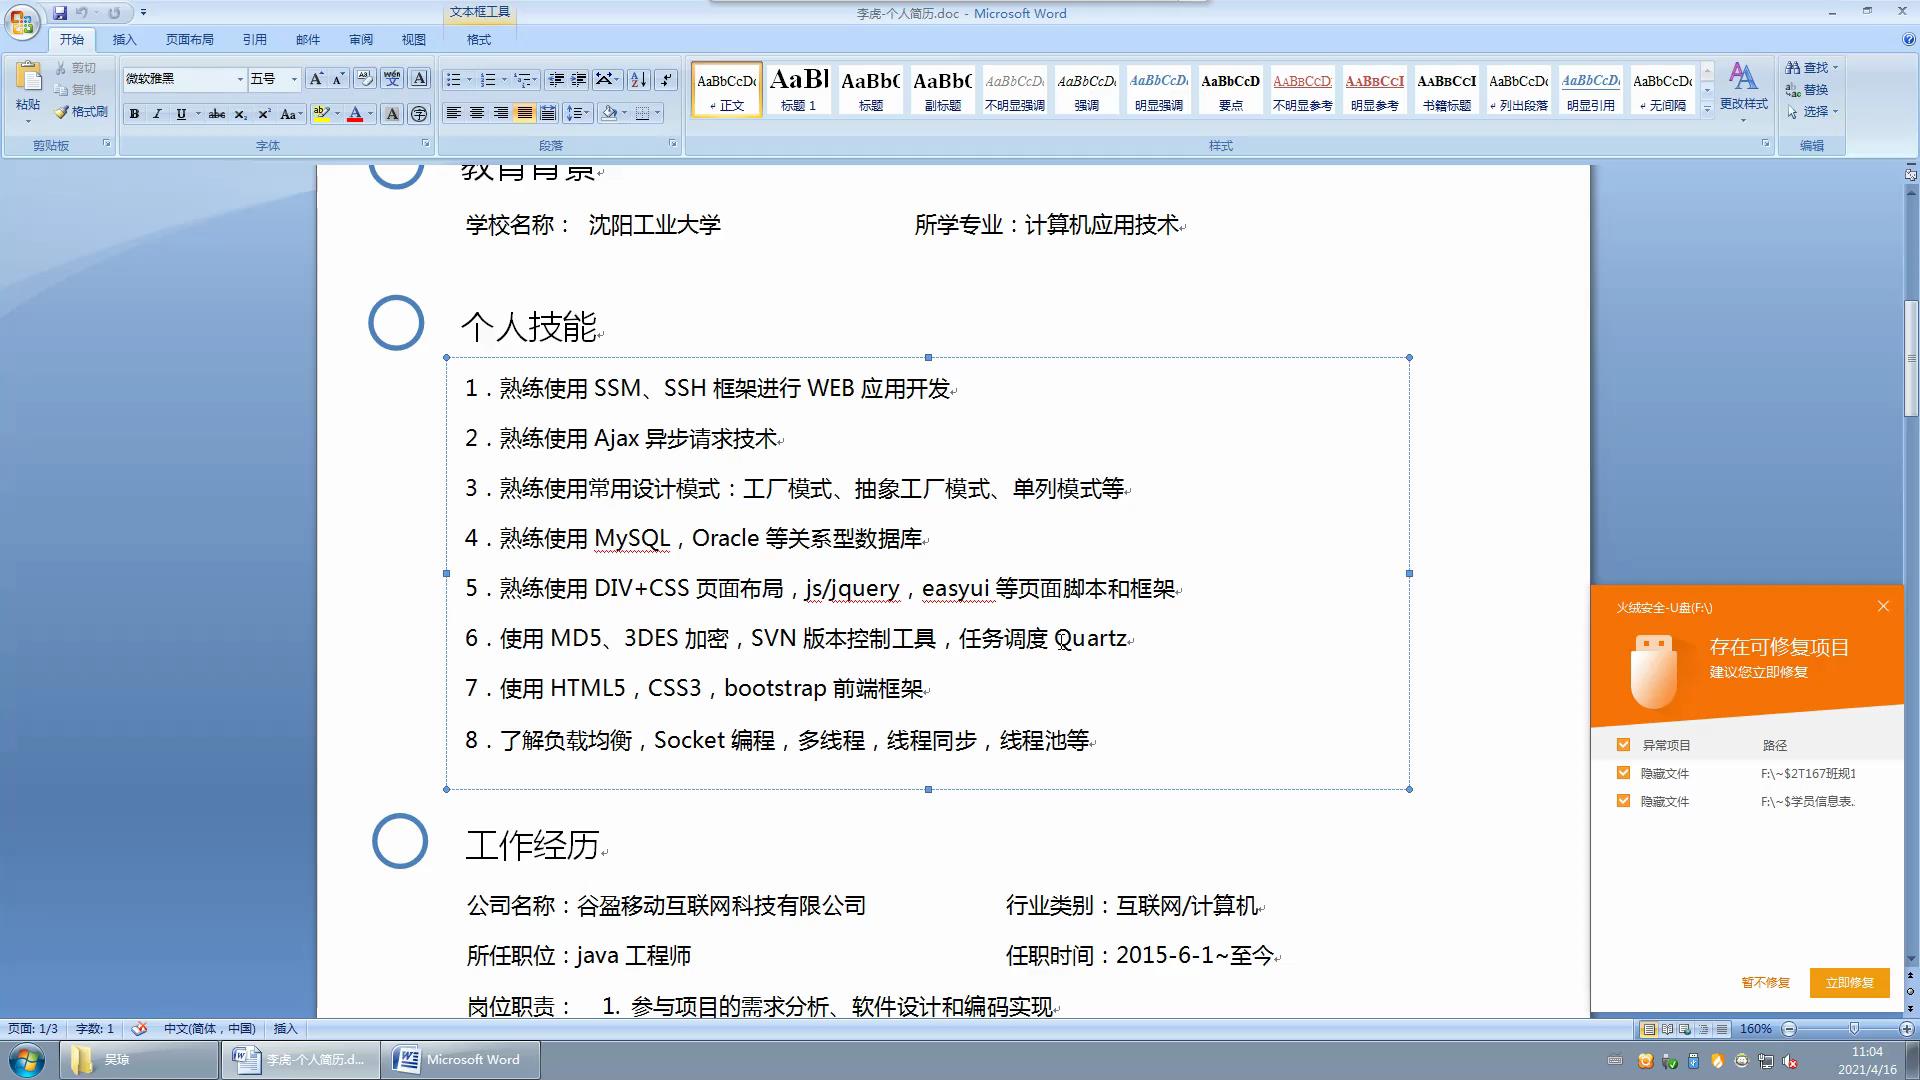 文本框工具
李虎-个人简历.doc - Microsoft Word
开始 插入 页面布局 引用 邮件 审阅 视图 格式
粘贴 剪切 复制 格式刷 剪贴板
微软雅黑 五号 字体
段落
AaBbCcDc AaBl AaBbC AaBbC AaBbCcDc AaBbCcDc AaBbCcDc AaBbCcD AaBbCcD AaBbCcI AaBbCcI AaBbCcDc AaBbCcDc AaBbCcDc
正文 标题 1 标题 副标题 不明显强调 强调 明显强调 要点 不明显参考 明显参考 书籍标题 列出段落 明显引用 无间隔
更改样式 样式
查找 替换 选择 编辑
教育背景
学校名称： 沈阳工业大学 所学专业：计算机应用技术
个人技能
1．熟练使用 SSM、SSH 框架进行 WEB 应用开发
2．熟练使用 Ajax 异步请求技术
3．熟练使用常用设计模式：工厂模式、抽象工厂模式、单列模式等
4．熟练使用 MySQL，Oracle 等关系型数据库
5．熟练使用 DIV+CSS 页面布局，js/jquery，easyui 等页面脚本和框架
6．使用 MD5、3DES 加密，SVN 版本控制工具，任务调度 Quartz
7．使用 HTML5，CSS3，bootstrap 前端框架
8．了解负载均衡，Socket 编程，多线程，线程同步，线程池等
工作经历
公司名称：谷盈移动互联网科技有限公司 行业类别：互联网/计算机
所任职位：java 工程师 任职时间：2015-6-1~至今
岗位职责： 1. 参与项目的需求分析、软件设计和编码实现
火绒安全-U盘(F:\)
存在可修复项目
建议您立即修复
异常项目 路径
隐藏文件 F:\~$2T167班规1
隐藏文件 F:\~$学员信息表.
暂不修复 立即修复
页面: 1/3 字数: 1 中文(简体，中国) 插入 160%
吴琼 李虎-个人简历.d... Microsoft Word
11:04
2021/4/16